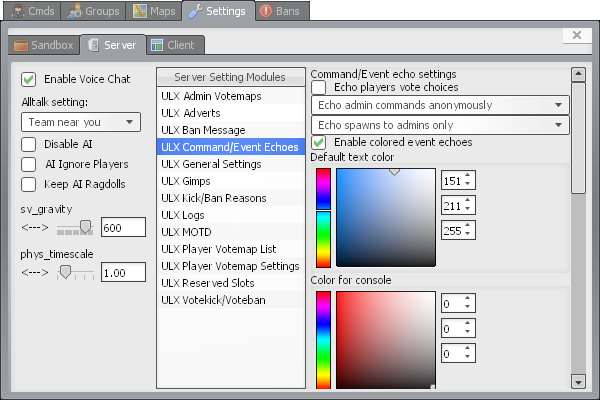 Cmds Groups Maps Settings Bans
Sandbox Server Client
Enable Voice Chat
Alltalk setting:
Team near you
Disable AI
AI Ignore Players
Keep AI Ragdolls
sv_gravity
<---> 600
phys_timescale
<---> 1.00
Server Setting Modules
ULX Admin Votemaps
ULX Adverts
ULX Ban Message
ULX Command/Event Echoes
ULX General Settings
ULX Gimps
ULX Kick/Ban Reasons
ULX Logs
ULX MOTD
ULX Player Votemap List
ULX Player Votemap Settings
ULX Reserved Slots
ULX Votekick/Voteban
Command/Event echo settings
Echo players vote choices
Echo admin commands anonymously
Echo spawns to admins only
Enable colored event echoes
Default text color
151
211
255
Color for console
0
0
0